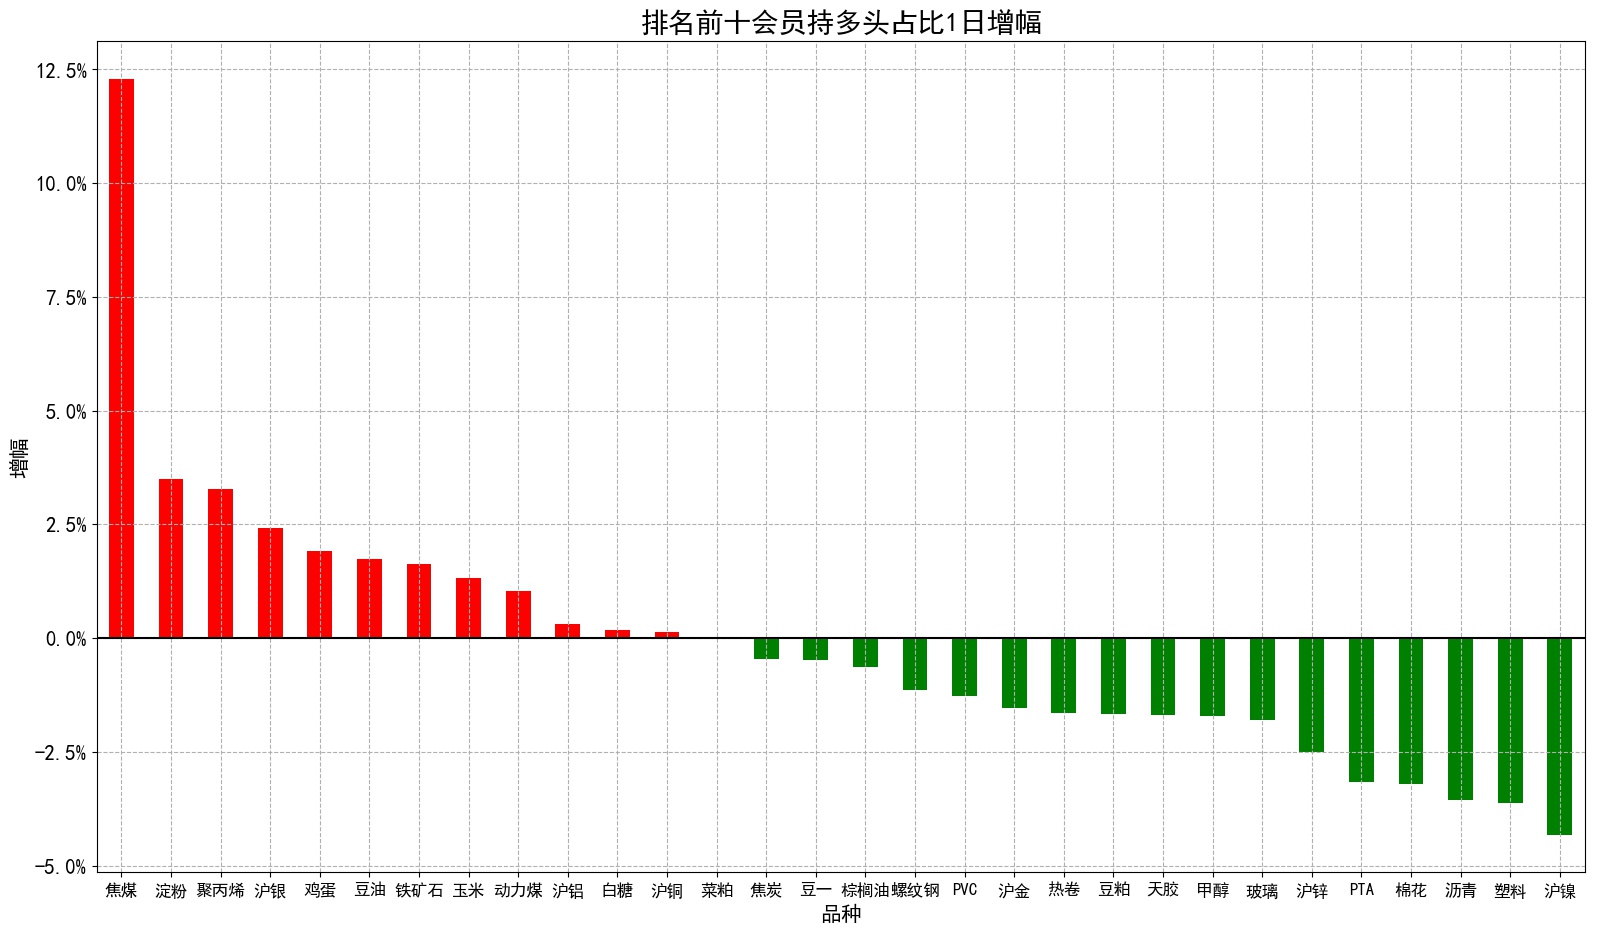 排名前十会员持多头占比1日增幅
12.5%
10.0%
7.5%
5.0%
2.5%
0.0%
−2.5%
−5.0%
增幅
焦煤 淀粉 聚丙烯 沪银 鸡蛋 豆油 铁矿石 玉米 动力煤 沪铝 白糖 沪铜 菜粕 焦炭 豆一 棕榈油 螺纹钢 PVC 沪金 热卷 豆粕 天胶 甲醇 玻璃 沪锌 PTA 棉花 沥青 塑料 沪镍
品种